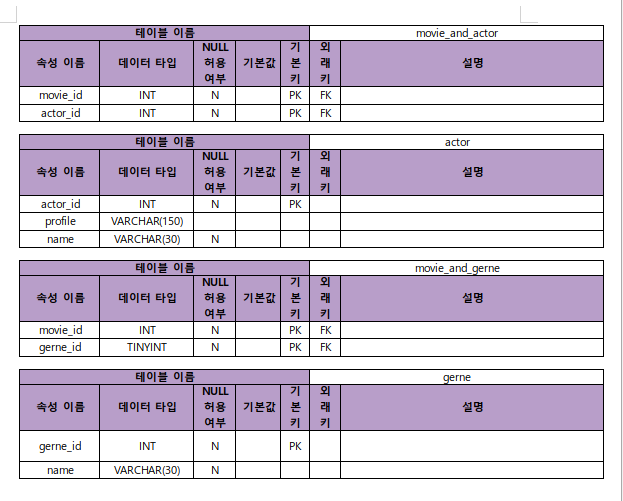 테이블 이름 movie_and_actor
속성 이름 데이터 타입 NULL 허용 여부 기본값 기본키 외래키 설명
movie_id INT N PK FK
actor_id INT N PK FK
테이블 이름 actor
속성 이름 데이터 타입 NULL 허용 여부 기본값 기본키 외래키 설명
actor_id INT N PK
profile VARCHAR(150)
name VARCHAR(30) N
테이블 이름 movie_and_gerne
속성 이름 데이터 타입 NULL 허용 여부 기본값 기본키 외래키 설명
movie_id INT N PK FK
gerne_id TINYINT N PK FK
테이블 이름 gerne
속성 이름 데이터 타입 NULL 허용 여부 기본값 기본키 외래키 설명
gerne_id INT N PK
name VARCHAR(30) N